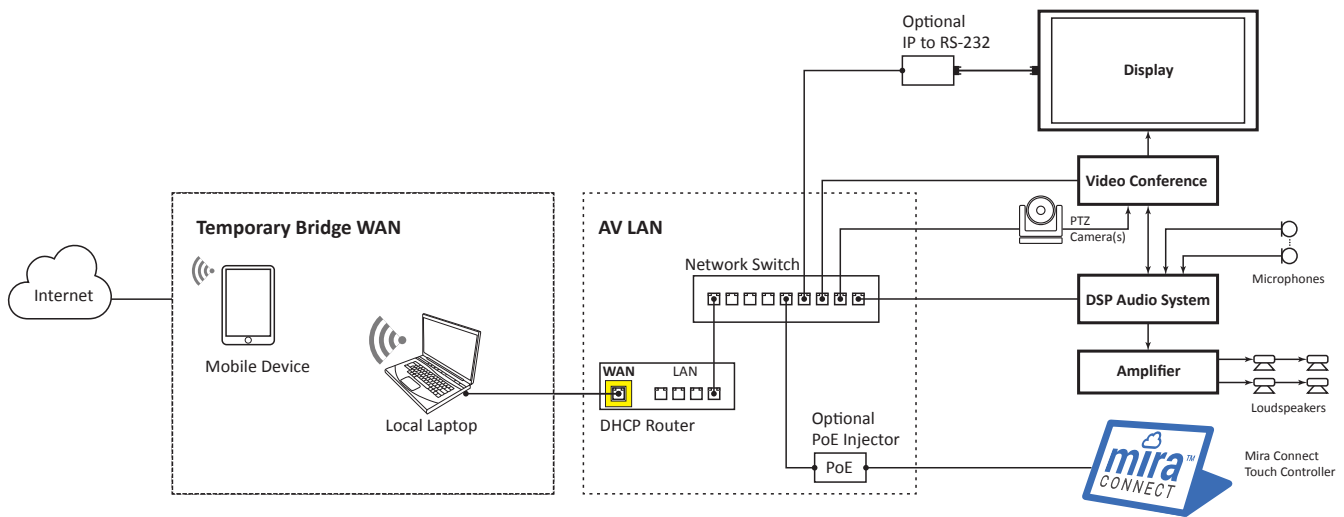 Optional
IP to RS-232
Display
Video Conference
Temporary Bridge WAN
AV LAN
PTZ
Camera(s)
Network Switch
Internet
Microphones
DSP Audio System
Mobile Device
WAN
LAN
Amplifier
Loudspeakers
Local Laptop
DHCP Router
Optional
PoE Injector
PoE
mira™
CONNECT
Mira Connect
Touch Controller